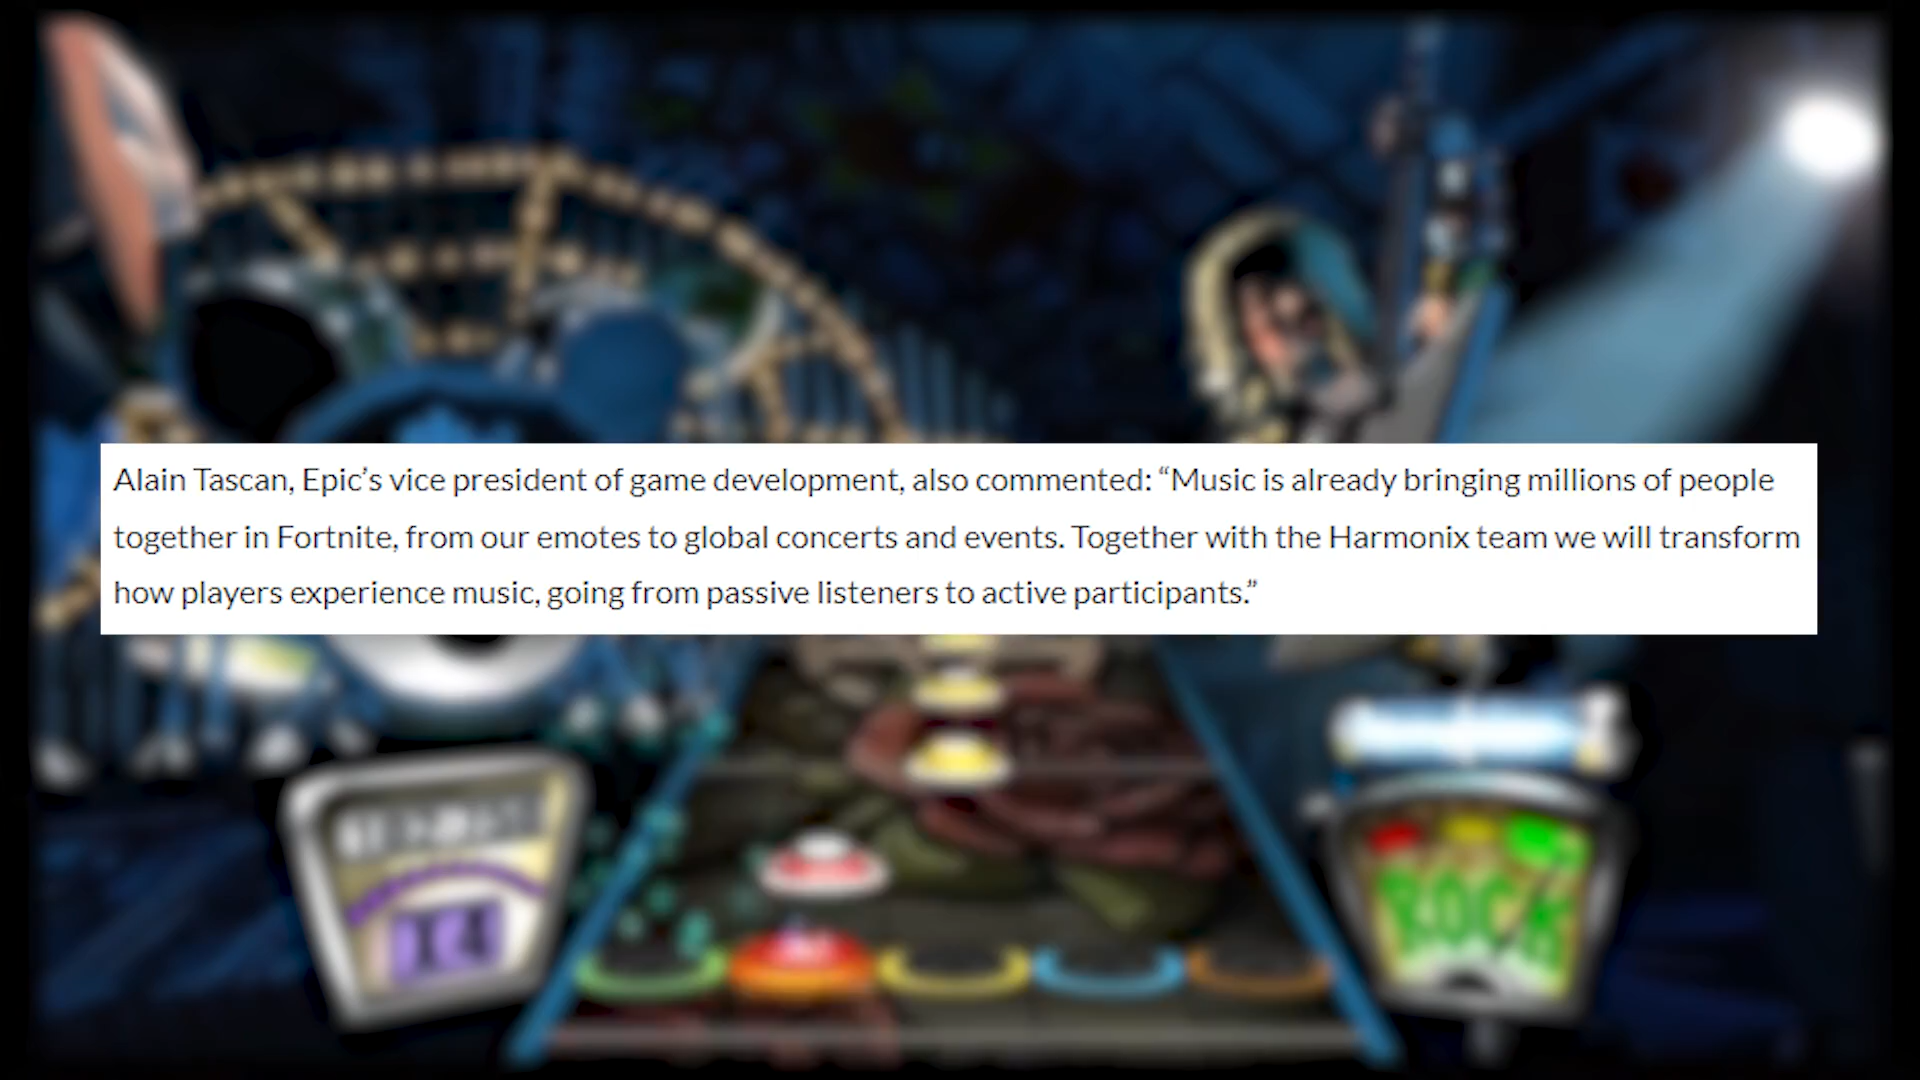 Alain Tascan, Epic’s vice president of game development, also commented: “Music is already bringing millions of people
together in Fortnite, from our emotes to global concerts and events. Together with the Harmonix team we will transform
how players experience music, going from passive listeners to active participants.”
ROCK